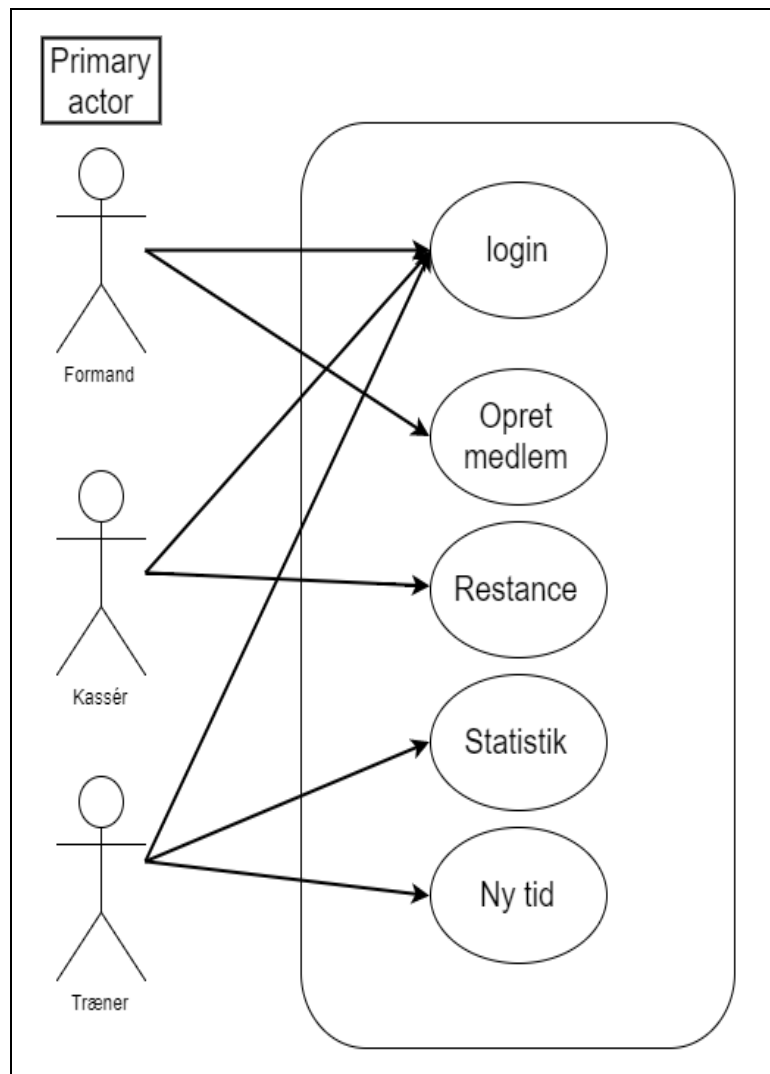 Primary
actor
Formand
login
Opret
medlem
Kassér
Restance
Statistik
Træner
Ny tid